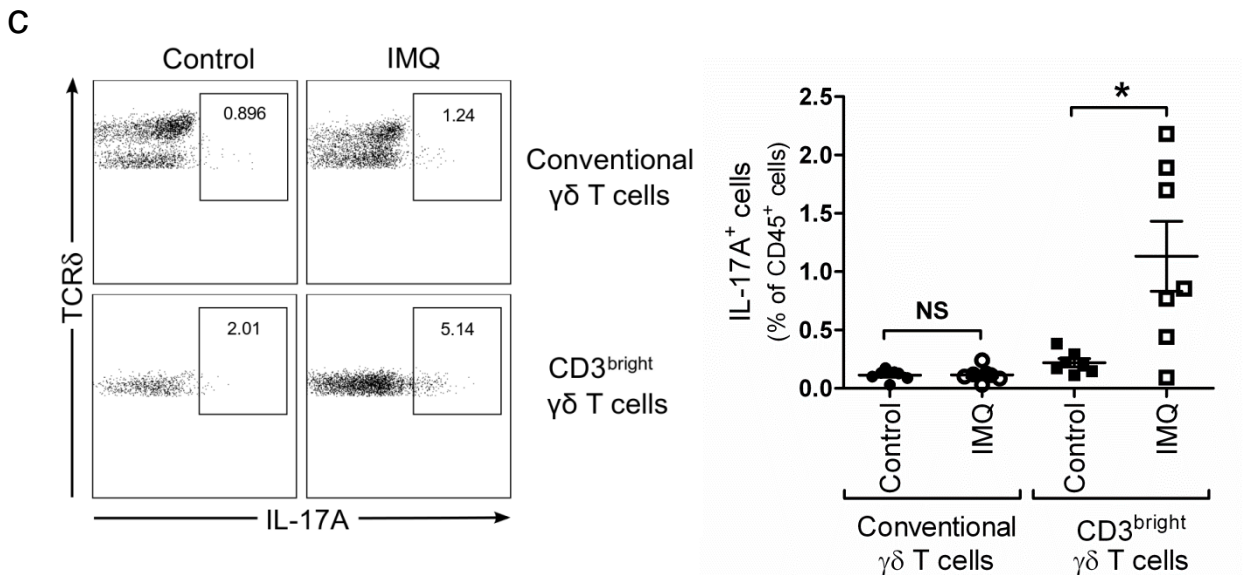 c
Control
IMQ
0.896
1.24
Conventional
γδ T cells
TCRδ
2.01
5.14
CD3bright
γδ T cells
IL-17A
IL-17A+ cells
(% of CD45+ cells)
2.5
2.0
1.5
1.0
0.5
0.0
NS
*
Control
IMQ
Control
IMQ
Conventional
γδ T cells
CD3bright
γδ T cells